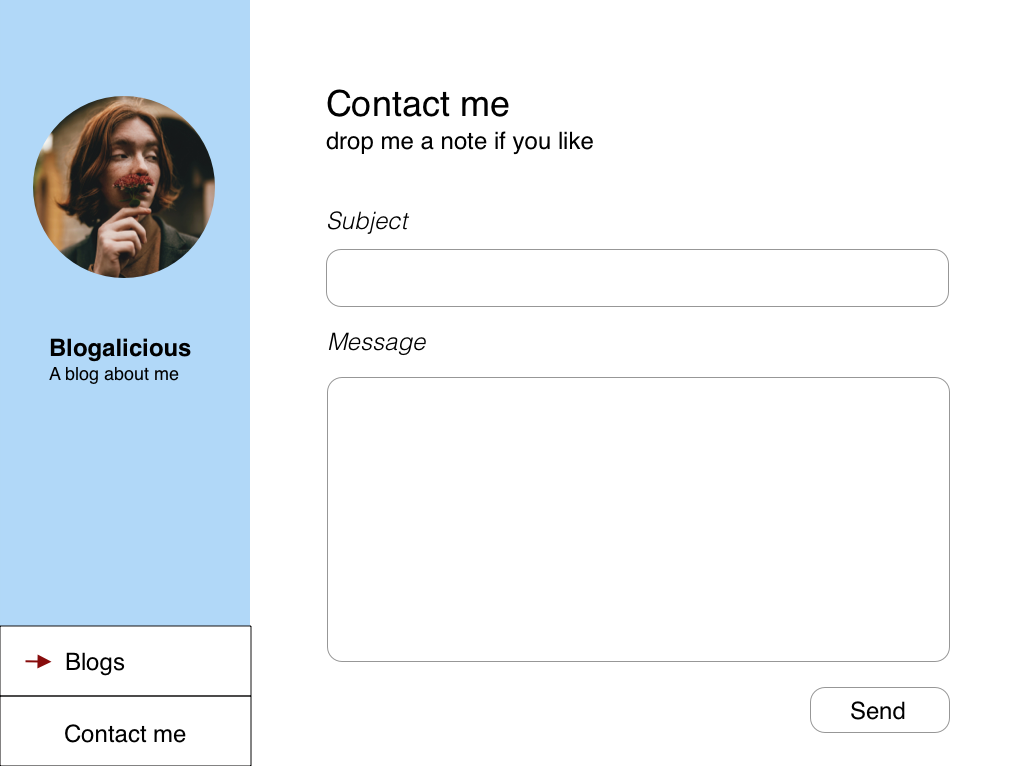 Blogalicious
A blog about me
Blogs
Contact me
Contact me
drop me a note if you like
Subject
Message
Send